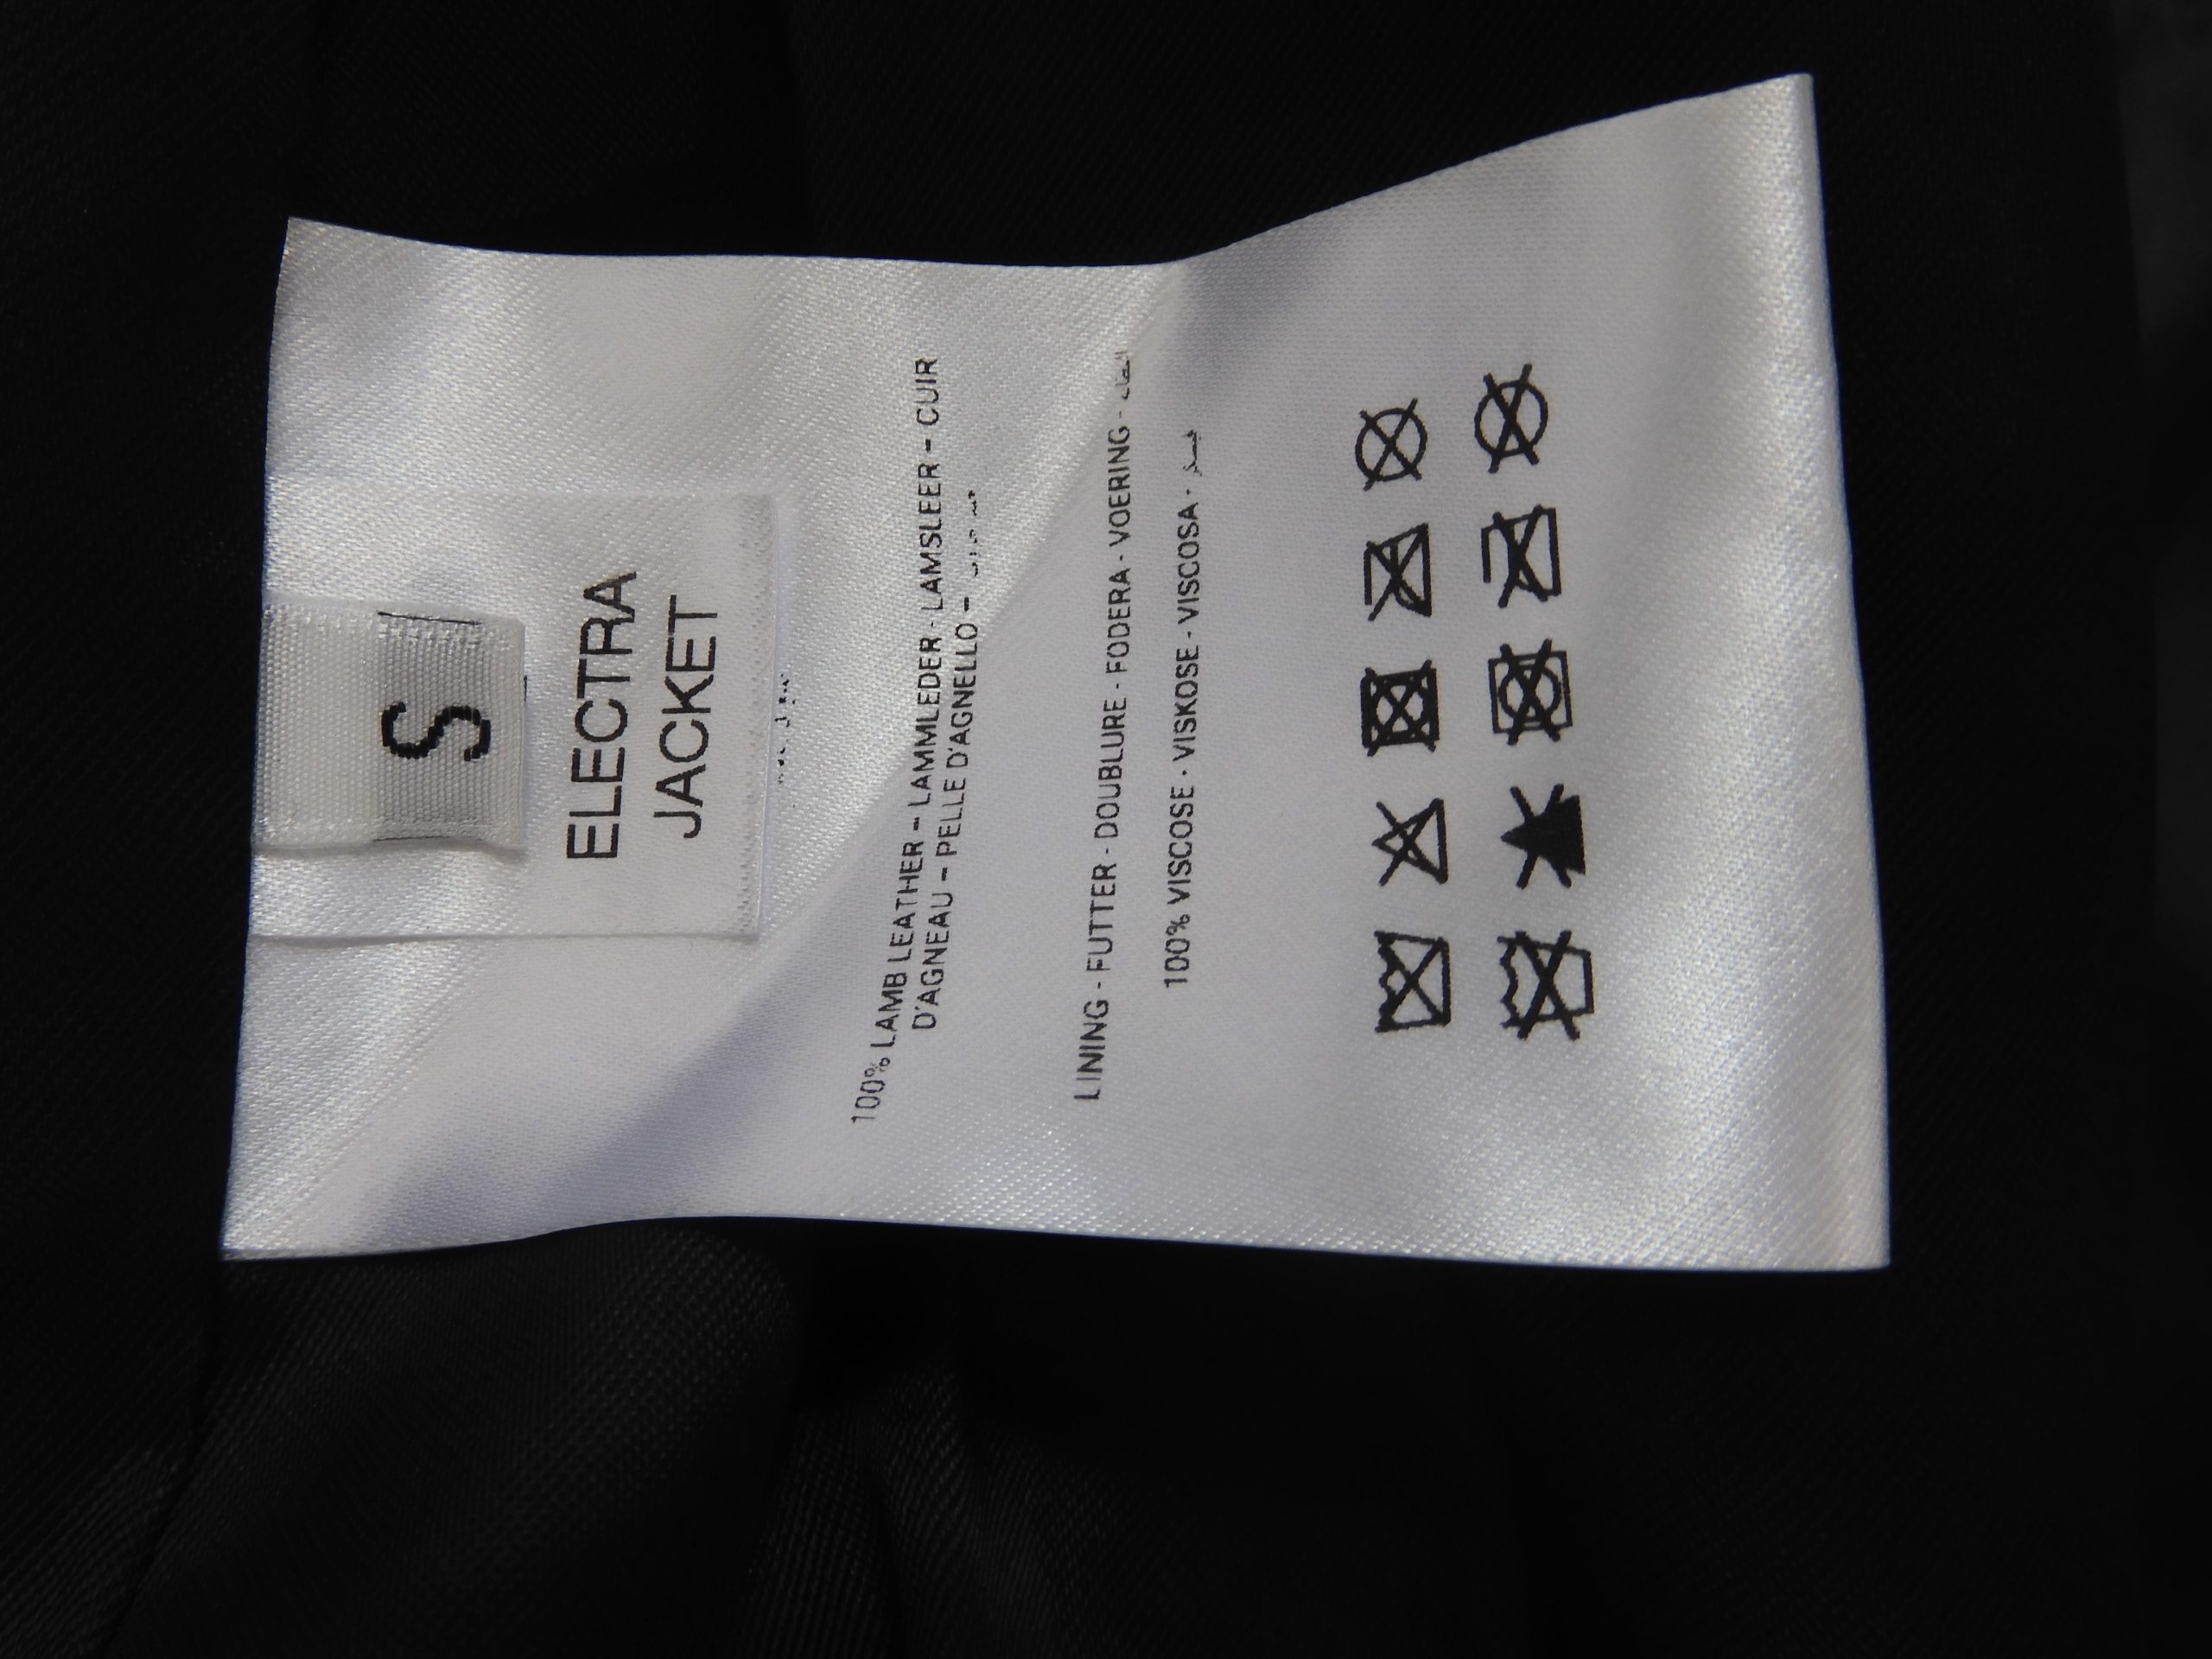 S
ELECTRA
JACKET
100% LAMB LEATHER – LAMMLEDER - LAMSLEER – CUIR
D'AGNEAU – PELLE D'AGNELLO –
LINING - FUTTER - DOUBLURE - FODERA - VOERING -
100% VISCOSE - VISKOSE - VISCOSA -